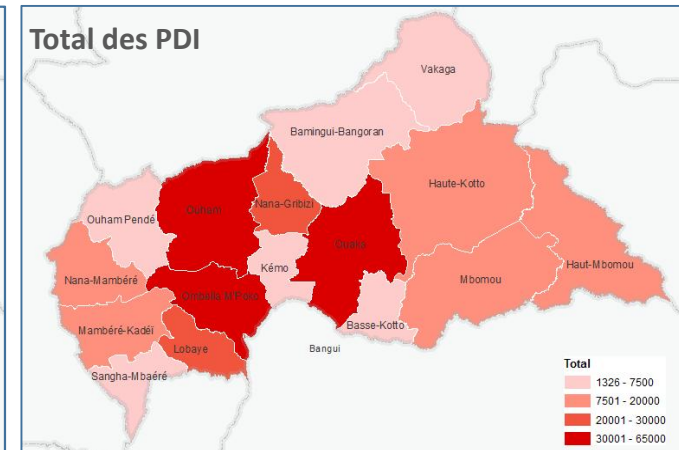 Total des PDI
Vakaga
Bamingui-Bangoran
Haute-Kotto
Ouham
Nana-Gribizi
Ouham Pendé
Ouaka
Kémo
Haut-Mbomou
Nana-Mambéré
Mbomou
Ombella M'Poko
Basse-Kotto
Mambéré-Kadéï
Lobaye
Bangui
Sangha-Mbaéré
Total
1326 - 7500
7501 - 20000
20001 - 30000
30001 - 65000